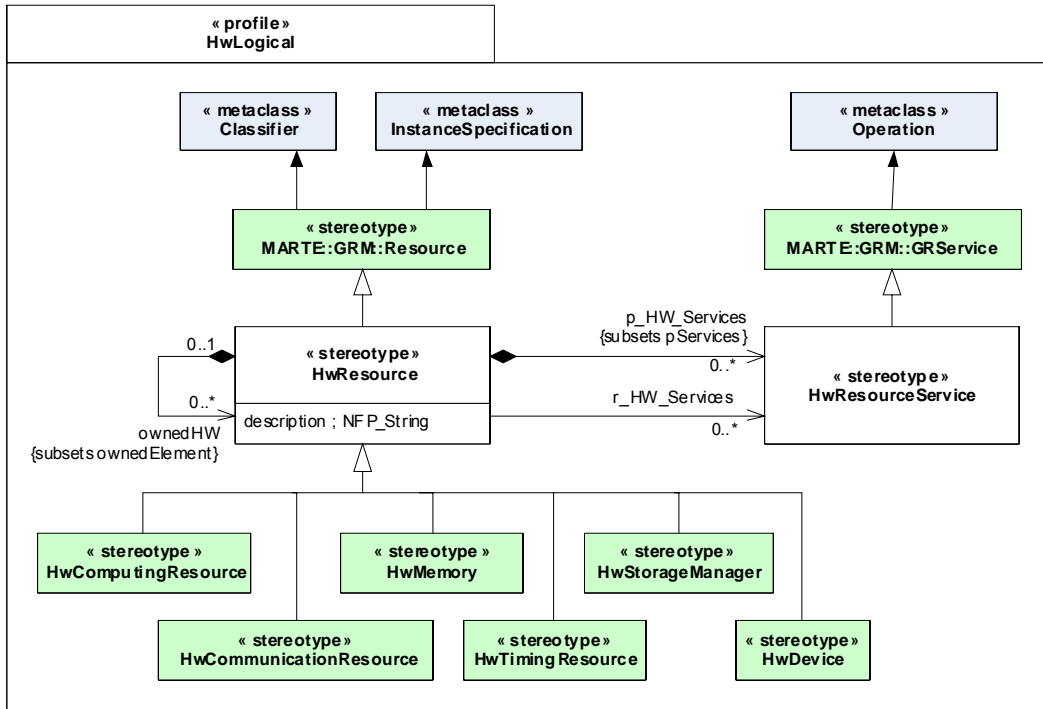 « profile »
HwLogical
« metaclass »
Classifier
« metaclass »
InstanceSpecification
« metaclass »
Operation
« stereotype »
MARTE::GRM::Resource
« stereotype »
MARTE::GRM::GRService
p_HW_Services
{subsets pServices}
0..*
0..1
« stereotype »
HwResource
« stereotype »
HwResourceService
r_HW_Services
0..*
0..*
description ; NFP_String
ownedHW
{subsets ownedElement}
« stereotype »
HwComputingResource
« stereotype »
HwMemory
« stereotype »
HwStorageManager
« stereotype »
HwCommunicationResource
« stereotype »
HwTimingResource
« stereotype »
HwDevice